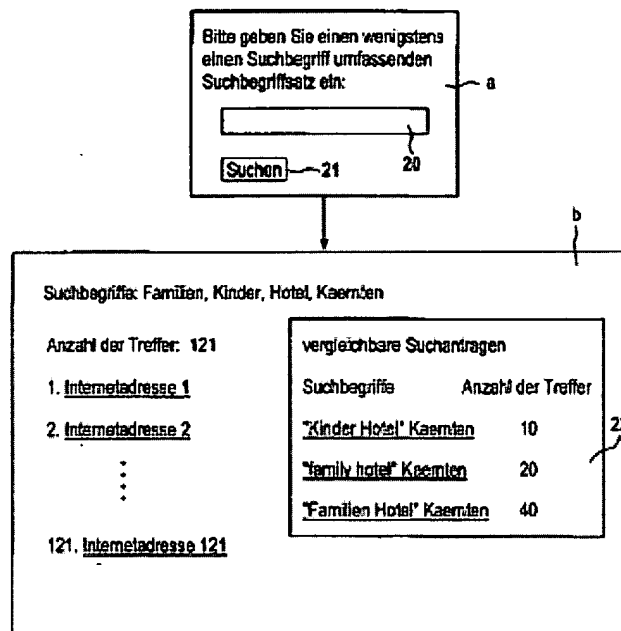 Bitte geben Sie einen wenigstens
einen Suchbegriff umfassenden
Suchbegriffsatz ein:
a
20
Suchen
21
b
Suchbegriffe: Familien, Kinder, Hotel, Kaernten
Anzahl der Treffer: 121
1. Internetadresse 1
2. Internetadresse 2
121. Internetadresse 121
vergleichbare Suchanfragen
Suchbegriffe Anzahl der Treffer
"Kinder Hotel" Kaernten 10
"family hotel" Kaernten 20
"Familien Hotel" Kaernten 40